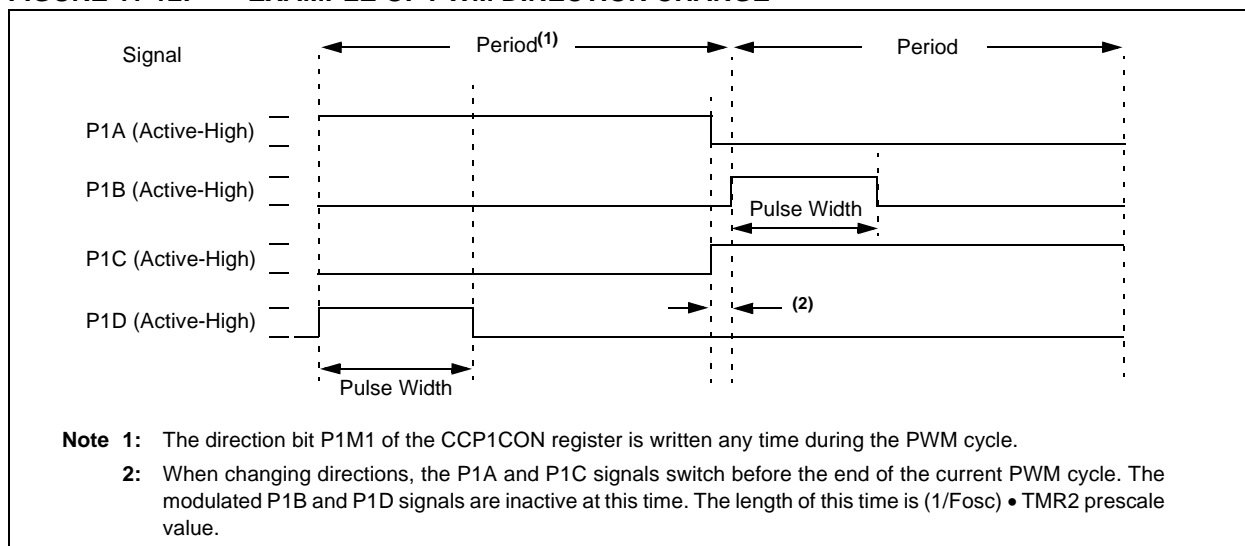 Signal
Period(1)
Period
P1A (Active-High)
P1B (Active-High)
Pulse Width
P1C (Active-High)
(2)
P1D (Active-High)
Pulse Width
Note 1: The direction bit P1M1 of the CCP1CON register is written any time during the PWM cycle.
2: When changing directions, the P1A and P1C signals switch before the end of the current PWM cycle. The
modulated P1B and P1D signals are inactive at this time. The length of this time is (1/Fosc) • TMR2 prescale
value.